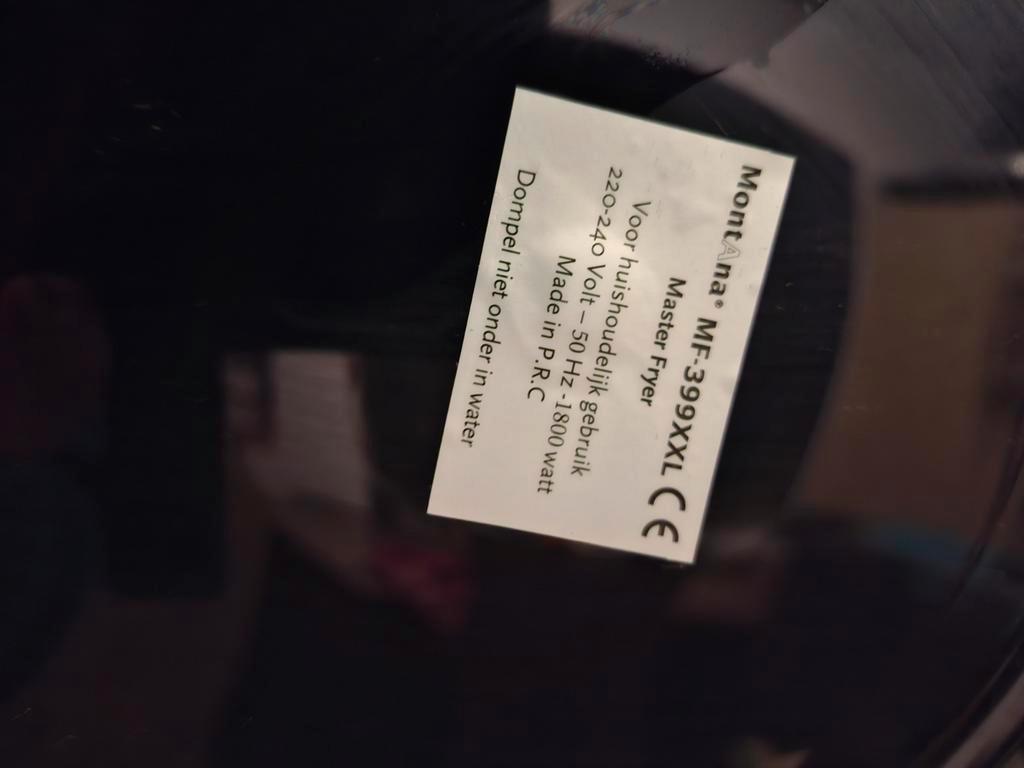 MontAna® MF-399XXL CE
Master Fryer
Voor huishoudelijk gebruik
220-240 Volt – 50 Hz -1800 watt
Made in P.R.C
Dompel niet onder in water